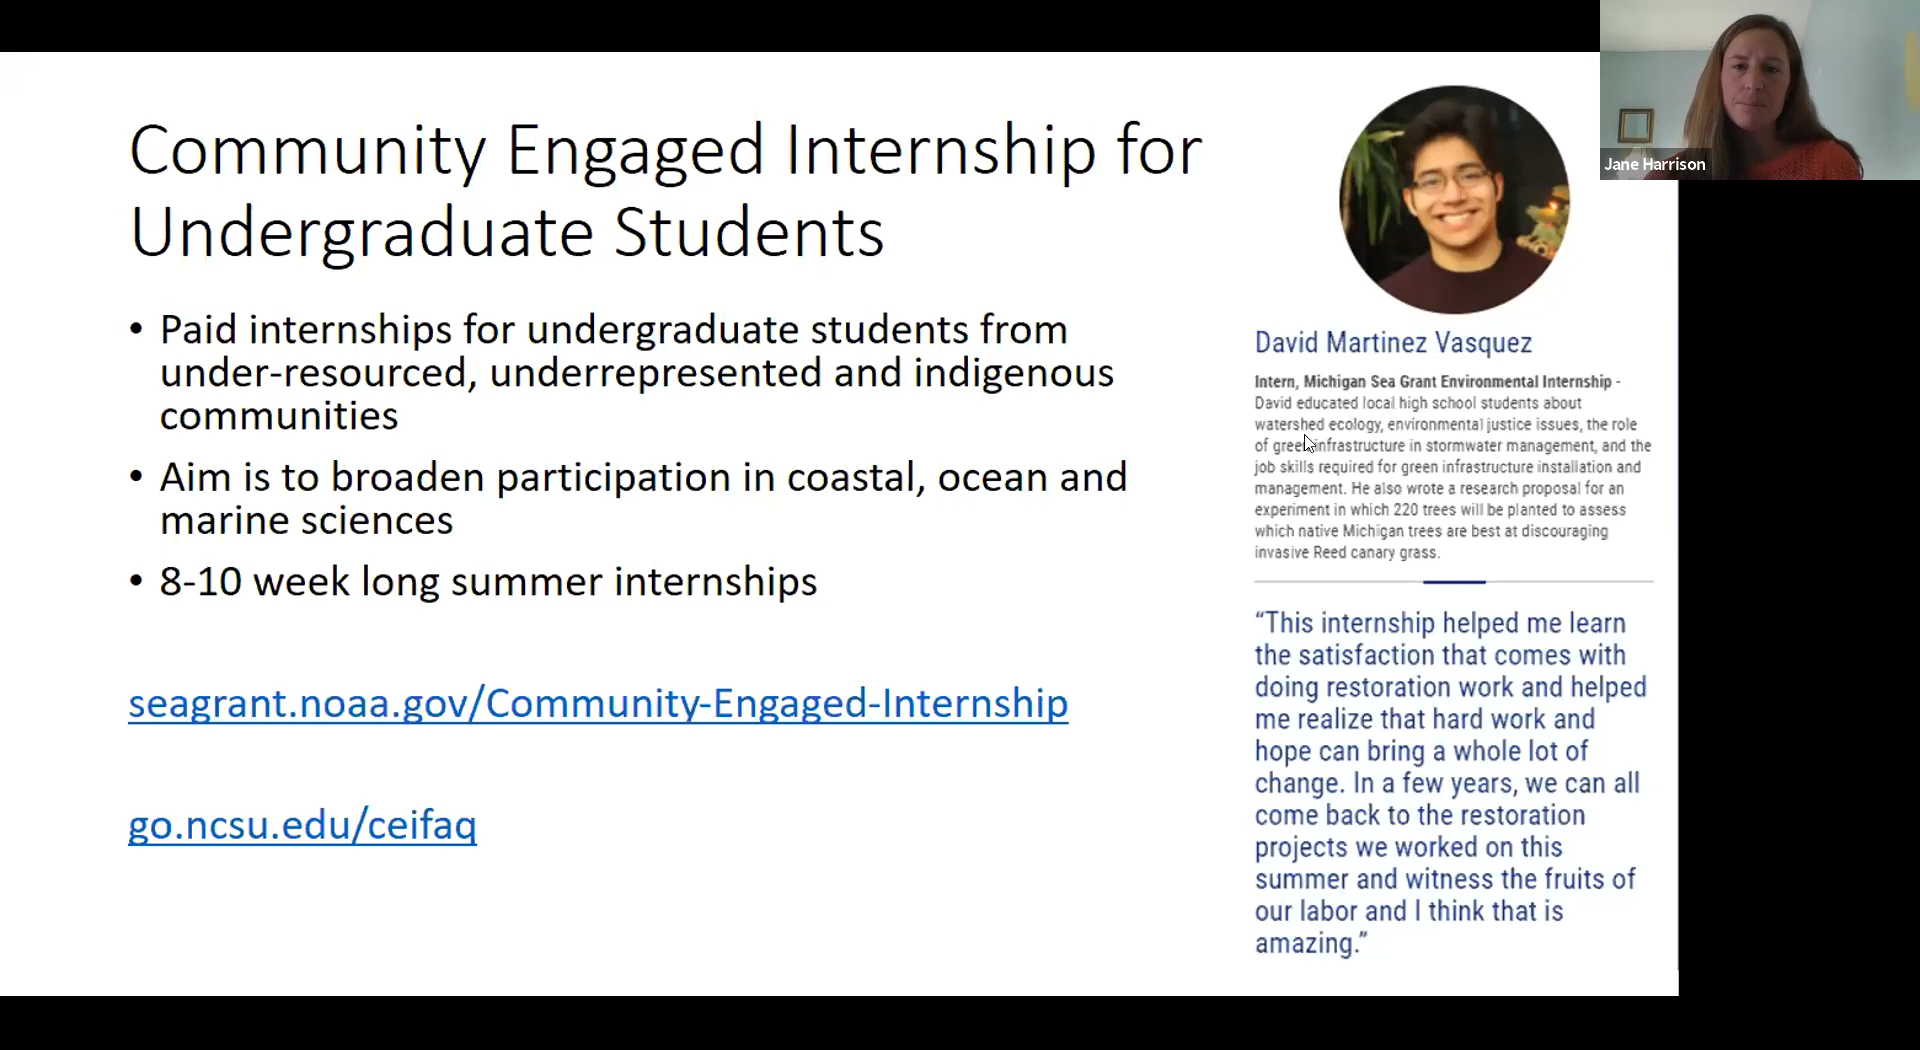 Community Engaged Internship for
Undergraduate Students
• Paid internships for undergraduate students from
under-resourced, underrepresented and indigenous
communities
• Aim is to broaden participation in coastal, ocean and
marine sciences
• 8-10 week long summer internships
seagrant.noaa.gov/Community-Engaged-Internship
go.ncsu.edu/ceifaq
David Martinez Vasquez
Intern, Michigan Sea Grant Environmental Internship -
David educated local high school students about
watershed ecology, environmental justice issues, the role
of green infrastructure in stormwater management, and the
job skills required for green infrastructure installation and
management. He also wrote a research proposal for an
experiment in which 220 trees will be planted to assess
which native Michigan trees are best at discouraging
invasive Reed canary grass.
“This internship helped me learn
the satisfaction that comes with
doing restoration work and helped
me realize that hard work and
hope can bring a whole lot of
change. In a few years, we can all
come back to the restoration
projects we worked on this
summer and witness the fruits of
our labor and I think that is
amazing.”
Jane Harrison